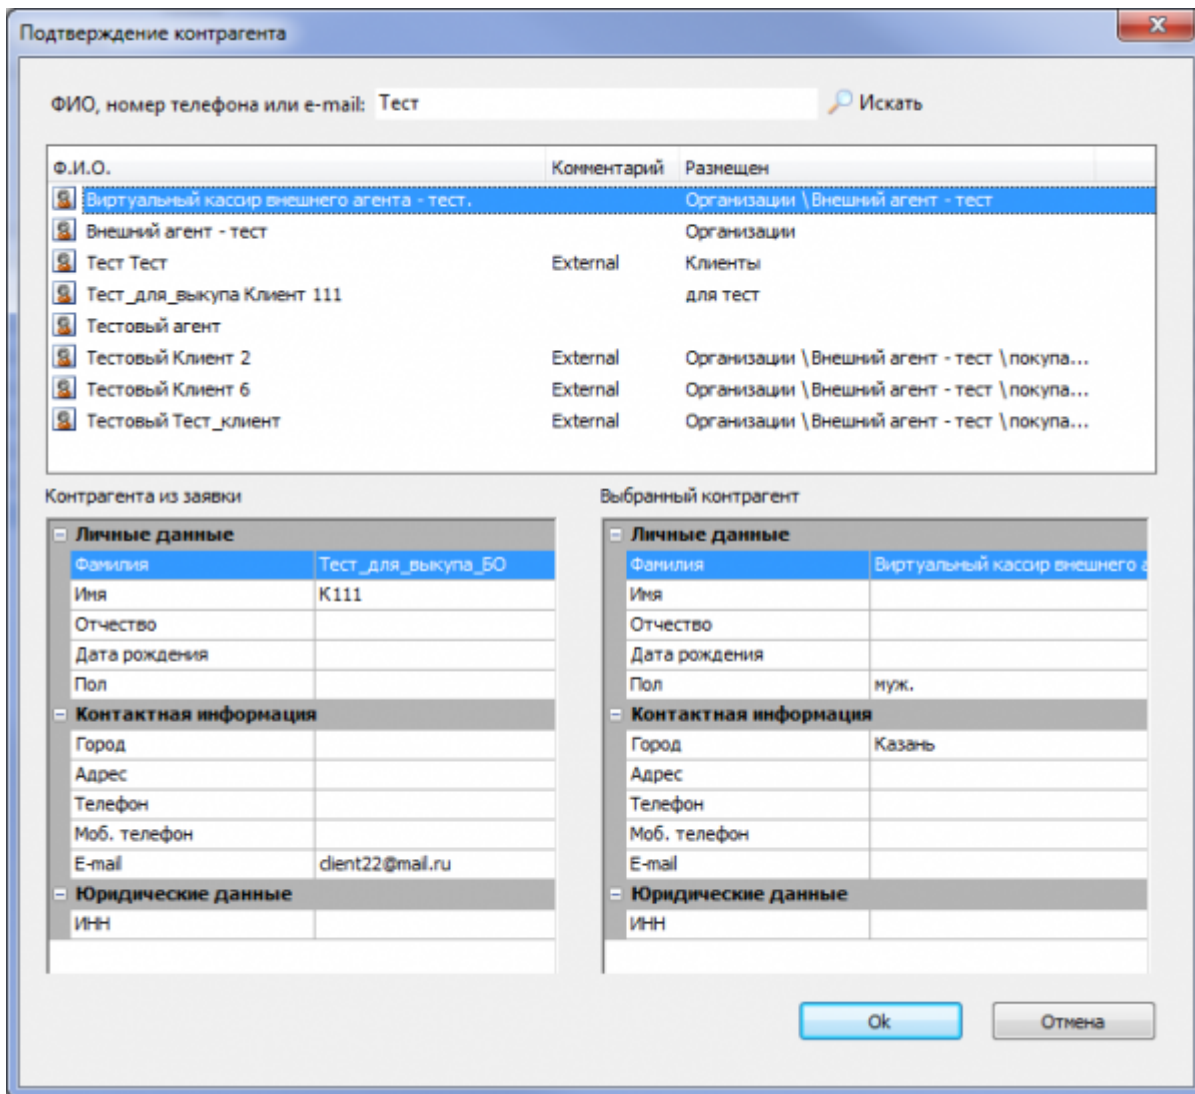 Подтверждение контрагента
ФИО, номер телефона или e-mail: Тест Искать
Ф.И.О. Комментарий Размещен
Виртуальный кассир внешнего агента - тест. Организации \ Внешний агент - тест
Внешний агент - тест Организации
Тест Тест External Клиенты
Тест_для_выкупа Клиент 111 для тест
Тестовый агент
Тестовый Клиент 2 External Организации \ Внешний агент - тест \ покупа...
Тестовый Клиент 6 External Организации \ Внешний агент - тест \ покупа...
Тестовый Тест_клиент External Организации \ Внешний агент - тест \ покупа...
Контрагента из заявки Выбранный контрагент
Личные данные Личные данные
Фамилия Тест_для_выкупа_БО Фамилия Виртуальный кассир внешнего а
Имя К111 Имя
Отчество Отчество
Дата рождения Дата рождения
Пол Пол муж.
Контактная информация Контактная информация
Город Город Казань
Адрес Адрес
Телефон Телефон
Моб. телефон Моб. телефон
E-mail client22@mail.ru E-mail
Юридические данные Юридические данные
ИНН ИНН
Ok Отмена